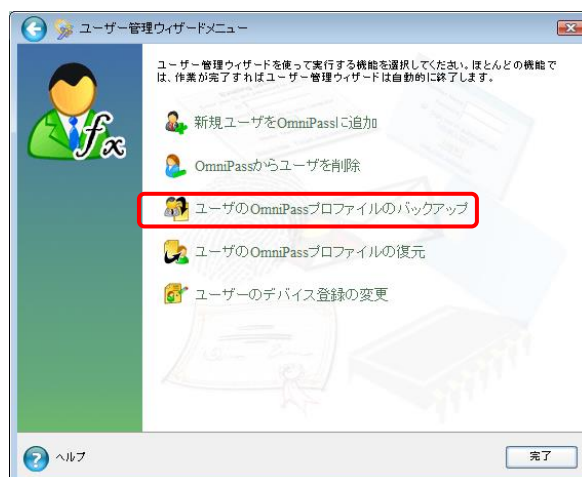 ユーザー管理ウィザードメニュー
ユーザー管理ウィザードを使って実行する機能を選択してください。ほとんどの機能で
は、作業が完了すればユーザー管理ウィザードは自動的に終了します。
新規ユーザをOmniPassに追加
OmniPassからユーザを削除
ユーザのOmniPassプロファイルのバックアップ
ユーザのOmniPassプロファイルの復元
ユーザーのデバイス登録の変更
fx
ヘルプ
完了